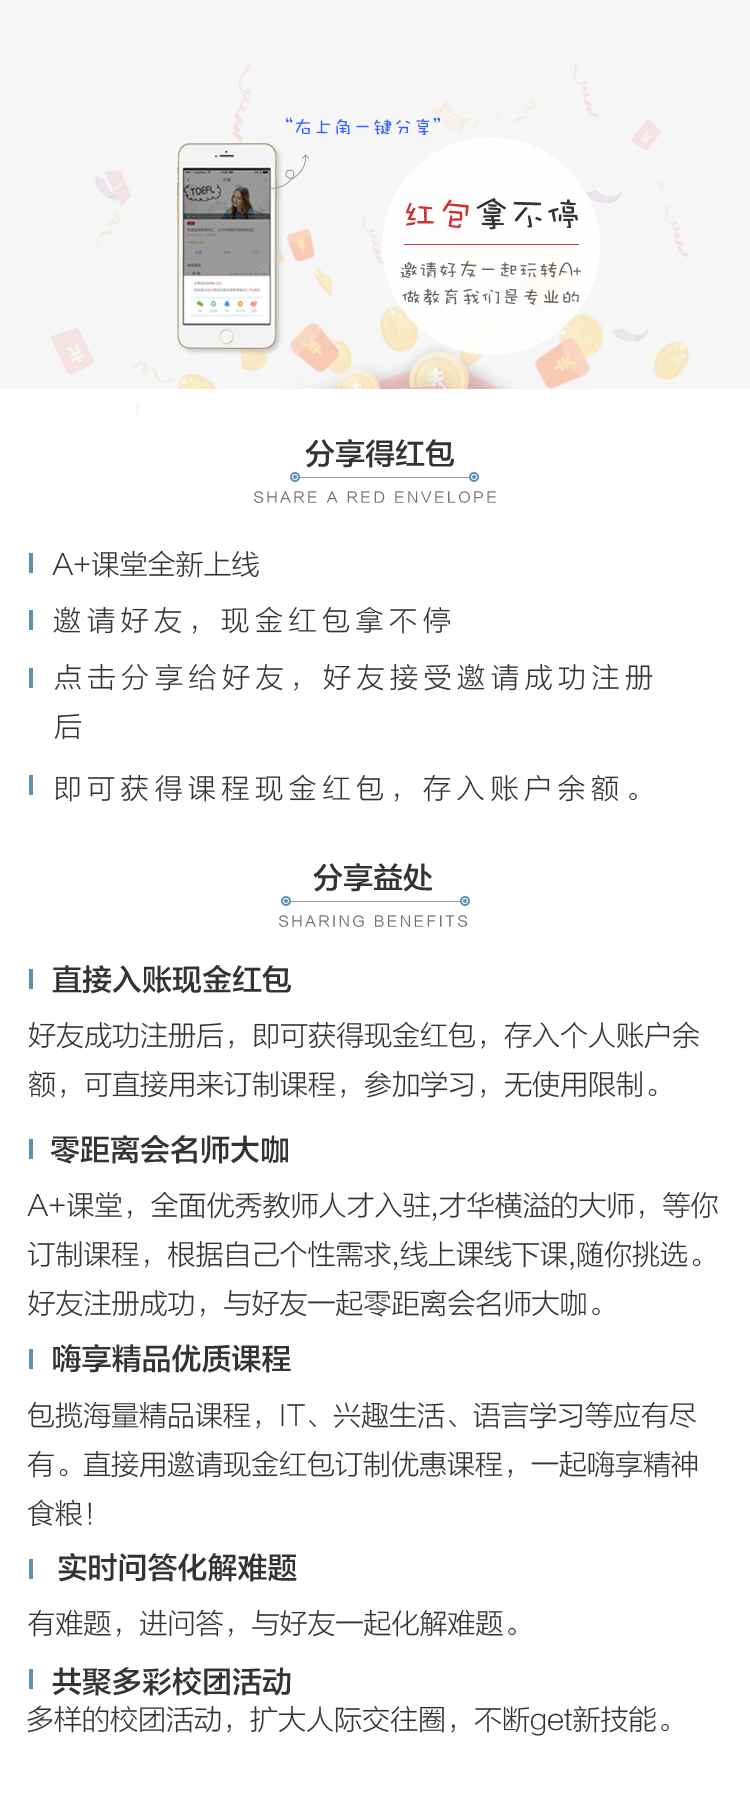 “右上角一键分享”
TOEFL
红包拿不停
邀请好友一起玩转A+
做教育我们是专业的
分享得红包
SHARE A RED ENVELOPE
A+课堂全新上线
邀请好友，现金红包拿不停
点击分享给好友，好友接受邀请成功注册
后
即可获得课程现金红包，存入账户余额。
分享益处
SHARING BENEFITS
直接入账现金红包
好友成功注册后，即可获得现金红包，存入个人账户余
额，可直接用来订制课程，参加学习，无使用限制。
零距离会名师大咖
A+课堂，全面优秀教师人才入驻,才华横溢的大师，等你
订制课程，根据自己个性需求,线上课线下课,随你挑选。
好友注册成功，与好友一起零距离会名师大咖。
嗨享精品优质课程
包揽海量精品课程，IT、兴趣生活、语言学习等应有尽
有。直接用邀请现金红包订制优惠课程，一起嗨享精神
食粮！
实时问答化解难题
有难题，进问答，与好友一起化解难题。
共聚多彩校团活动
多样的校团活动，扩大人际交往圈，不断get新技能。